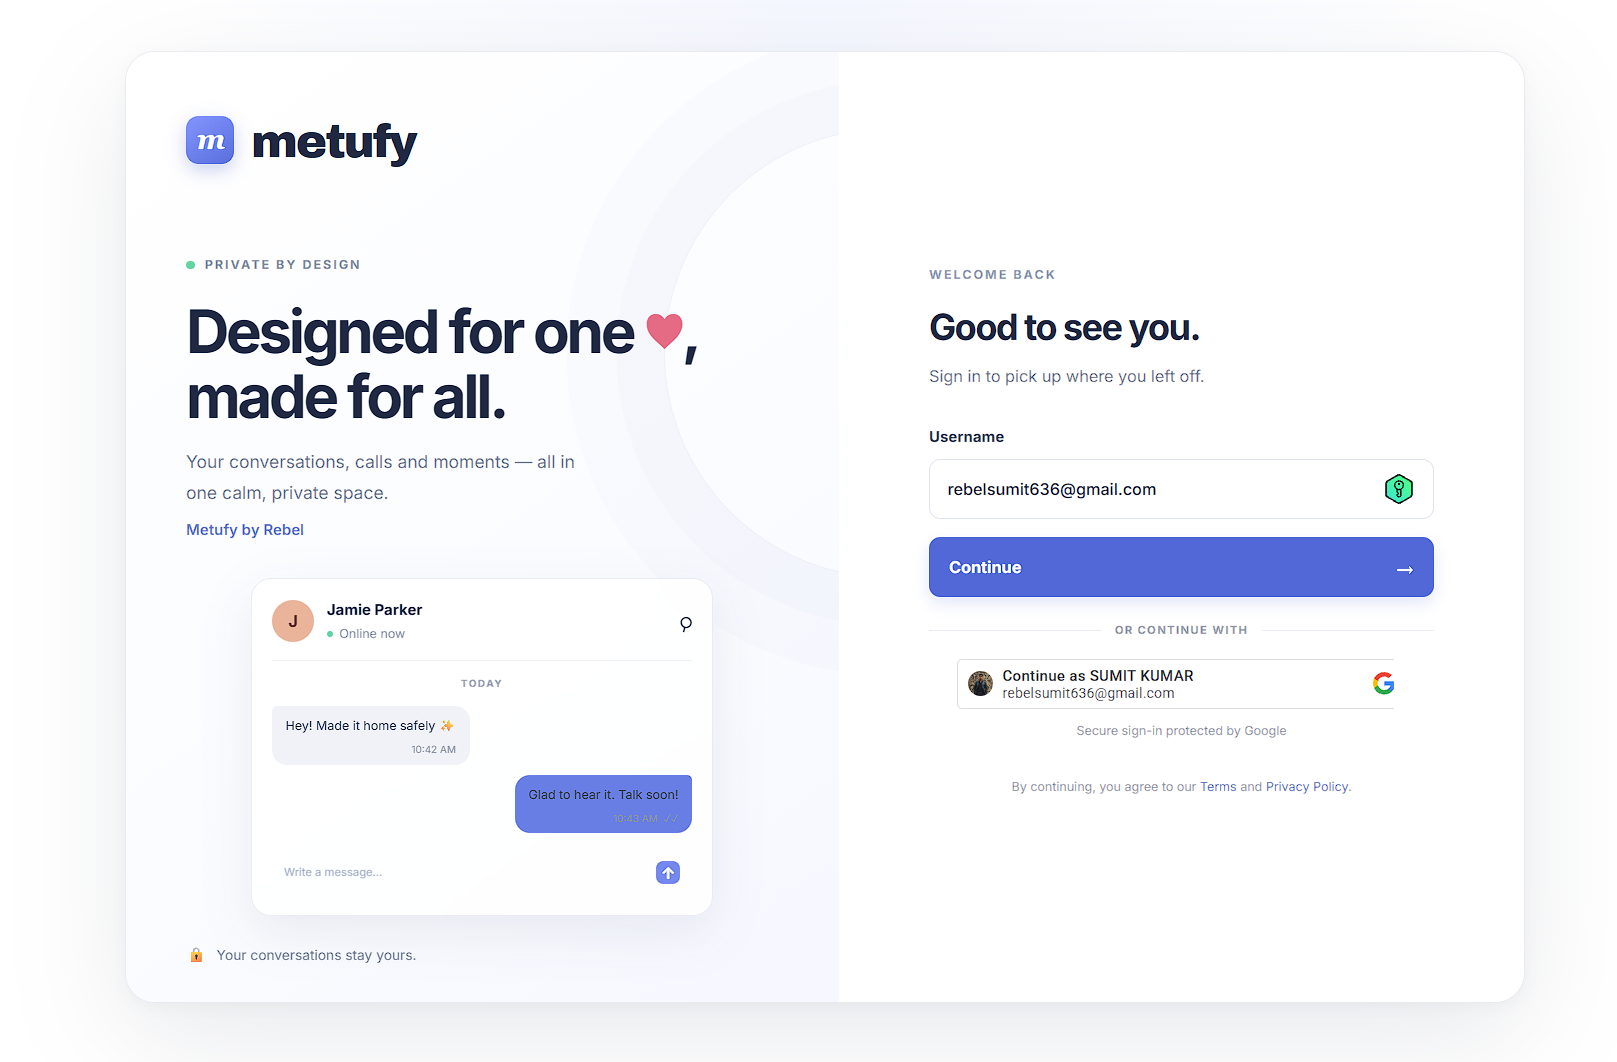 m metufy
PRIVATE BY DESIGN
Designed for one ❤,
made for all.
Your conversations, calls and moments — all in
one calm, private space.
Metufy by Rebel
J
Jamie Parker
Online now
TODAY
Hey! Made it home safely ✨
10:42 AM
Glad to hear it. Talk soon!
10:43 AM ✓✓
Write a message...
🔒 Your conversations stay yours.
WELCOME BACK
Good to see you.
Sign in to pick up where you left off.
Username
rebelsumit636@gmail.com
Continue →
OR CONTINUE WITH
Continue as SUMIT KUMAR
rebelsumit636@gmail.com
Secure sign-in protected by Google
By continuing, you agree to our Terms and Privacy Policy.